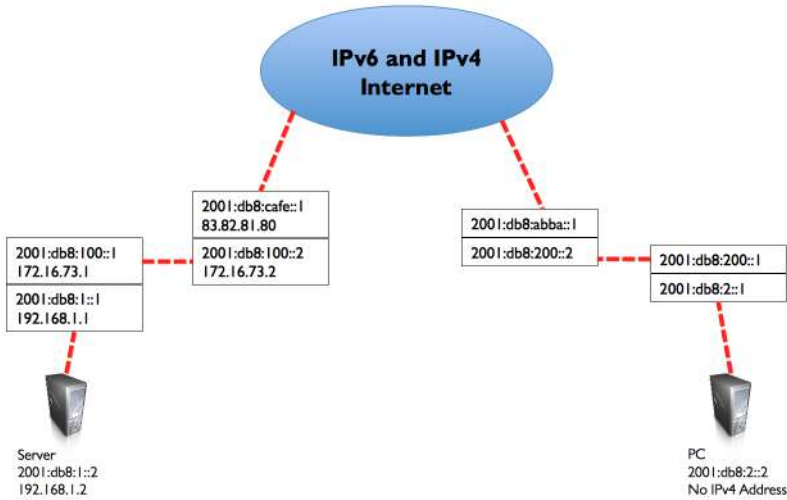 IPv6 and IPv4
Internet
2001:db8:cafe::1
83.82.81.80
2001:db8:100::2
172.16.73.2
2001:db8:100::1
172.16.73.1
2001:db8:1::1
192.168.1.1
2001:db8:abba::1
2001:db8:200::2
2001:db8:200::1
2001:db8:2::1
Server
2001:db8:1::2
192.168.1.2
PC
2001:db8:2::2
No IPv4 Address